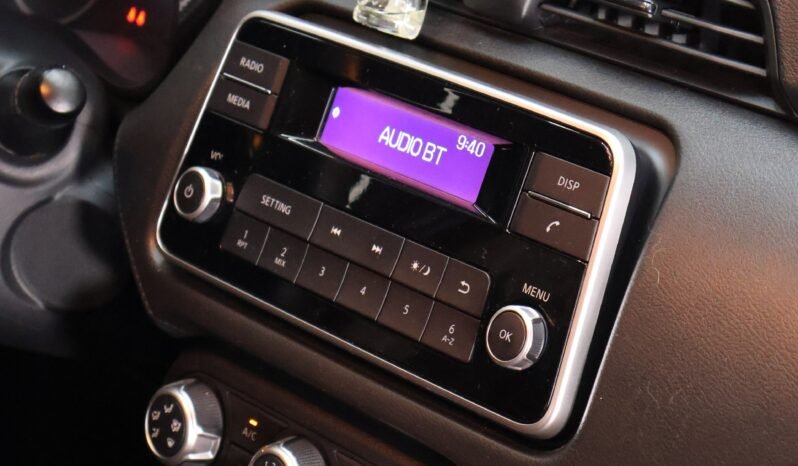 RADIO
MEDIA
9:40
AUDIO BT
DISP
VOL
SETTING
1
RPT
2
MIX
3
4
5
6
A-Z
MENU
OK
A/C